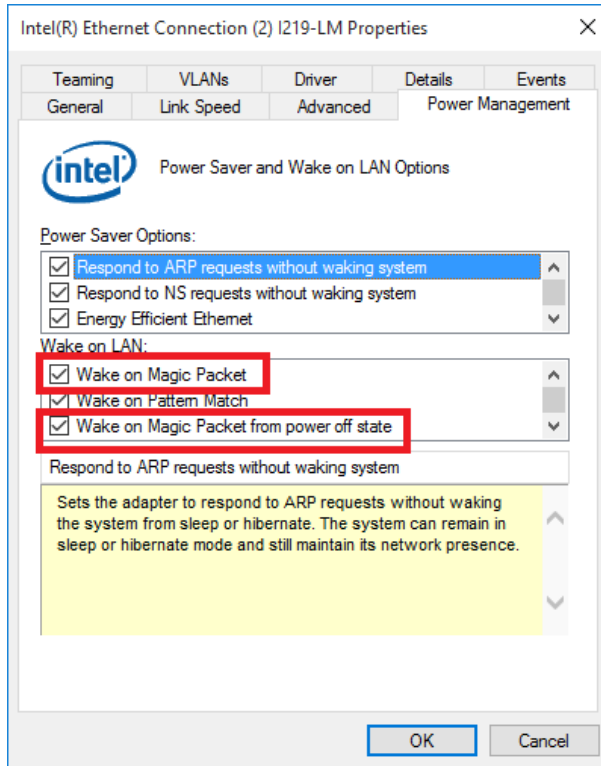 Intel(R) Ethernet Connection (2) I219-LM Properties
Teaming VLANs Driver Details Events
General Link Speed Advanced Power Management
intel
Power Saver and Wake on LAN Options
Power Saver Options:
Respond to ARP requests without waking system
Respond to NS requests without waking system
Energy Efficient Ethernet
Wake on LAN:
Wake on Magic Packet
Wake on Pattern Match
Wake on Magic Packet from power off state
Respond to ARP requests without waking system
Sets the adapter to respond to ARP requests without waking
the system from sleep or hibernate. The system can remain in
sleep or hibernate mode and still maintain its network presence.
OK Cancel